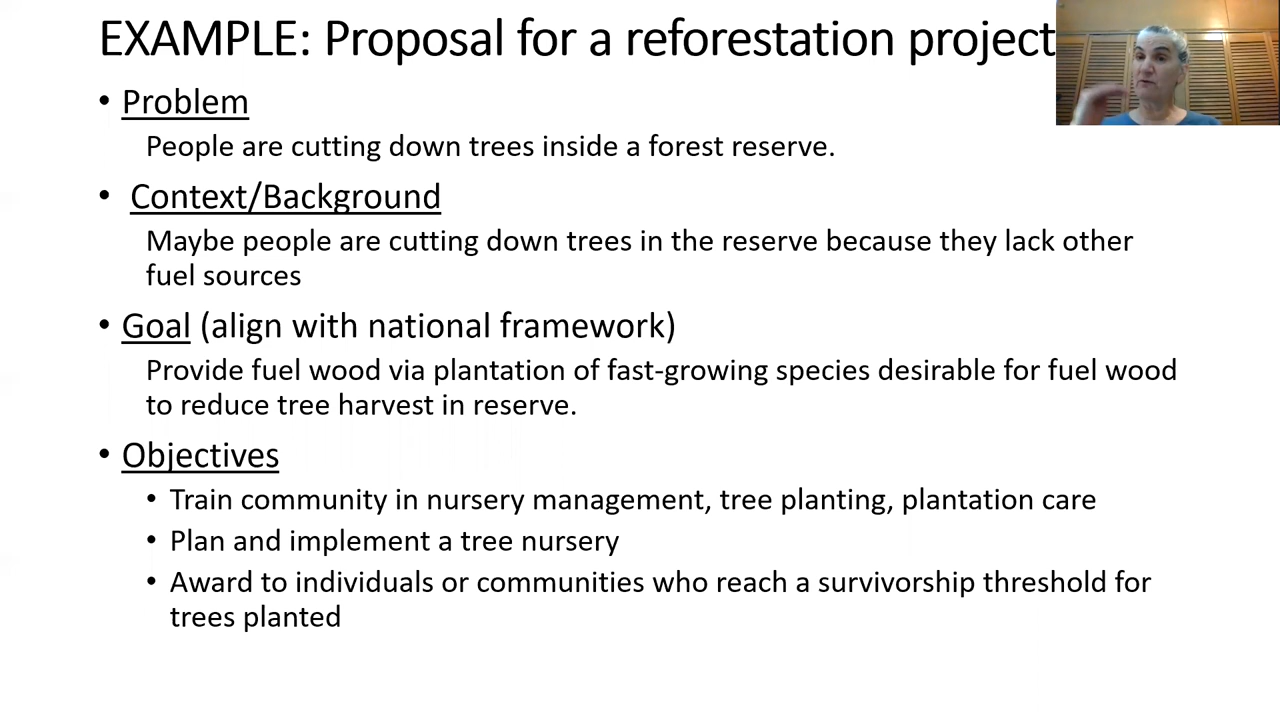 EXAMPLE: Proposal for a reforestation project
• Problem
People are cutting down trees inside a forest reserve.
• Context/Background
Maybe people are cutting down trees in the reserve because they lack other
fuel sources
• Goal (align with national framework)
Provide fuel wood via plantation of fast-growing species desirable for fuel wood
to reduce tree harvest in reserve.
• Objectives
• Train community in nursery management, tree planting, plantation care
• Plan and implement a tree nursery
• Award to individuals or communities who reach a survivorship threshold for
trees planted